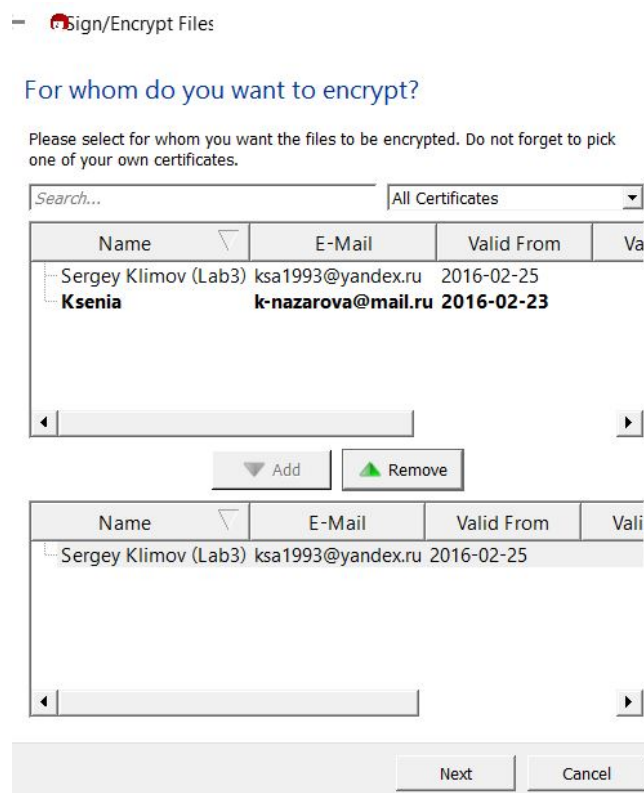 Sign/Encrypt Files
For whom do you want to encrypt?
Please select for whom you want the files to be encrypted. Do not forget to pick
one of your own certificates.
Search... All Certificates
Name E-Mail Valid From Va
Sergey Klimov (Lab3) ksa1993@yandex.ru 2016-02-25
Ksenia k-nazarova@mail.ru 2016-02-23
Add Remove
Name E-Mail Valid From Vali
Sergey Klimov (Lab3) ksa1993@yandex.ru 2016-02-25
Next Cancel